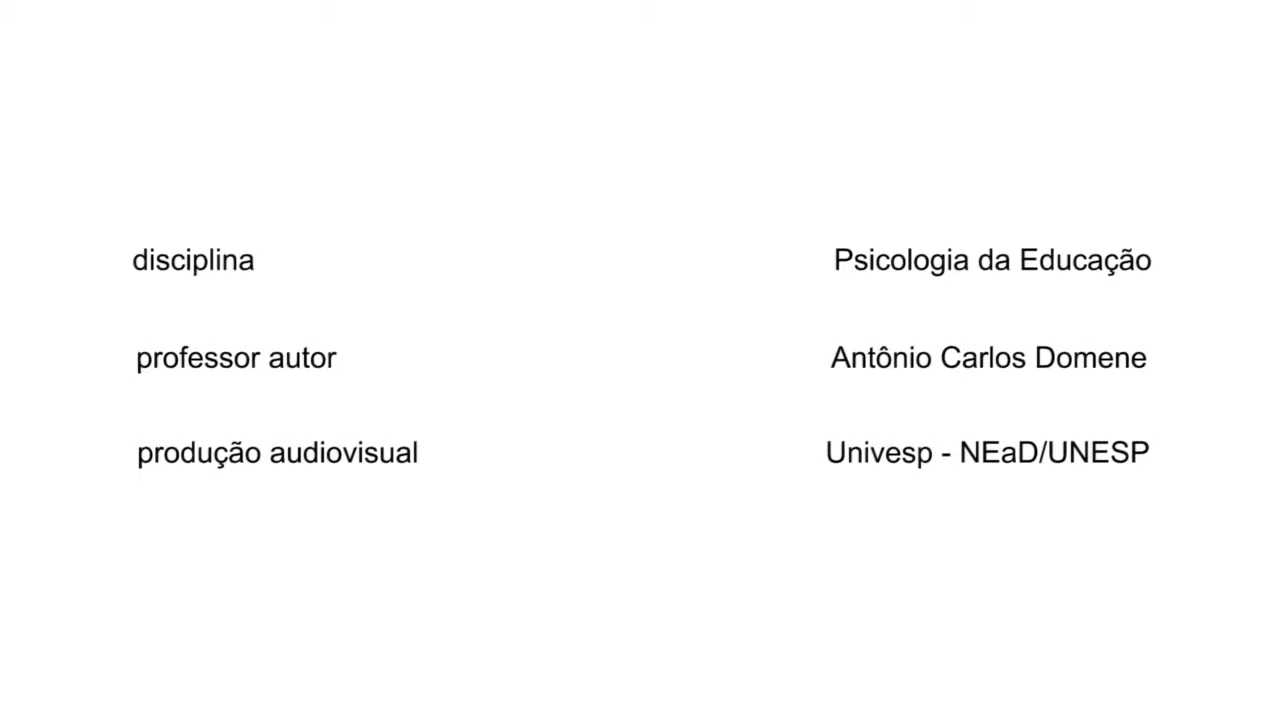 disciplina Psicologia da Educação
professor autor Antônio Carlos Domene
produção audiovisual Univesp - NEaD/UNESP